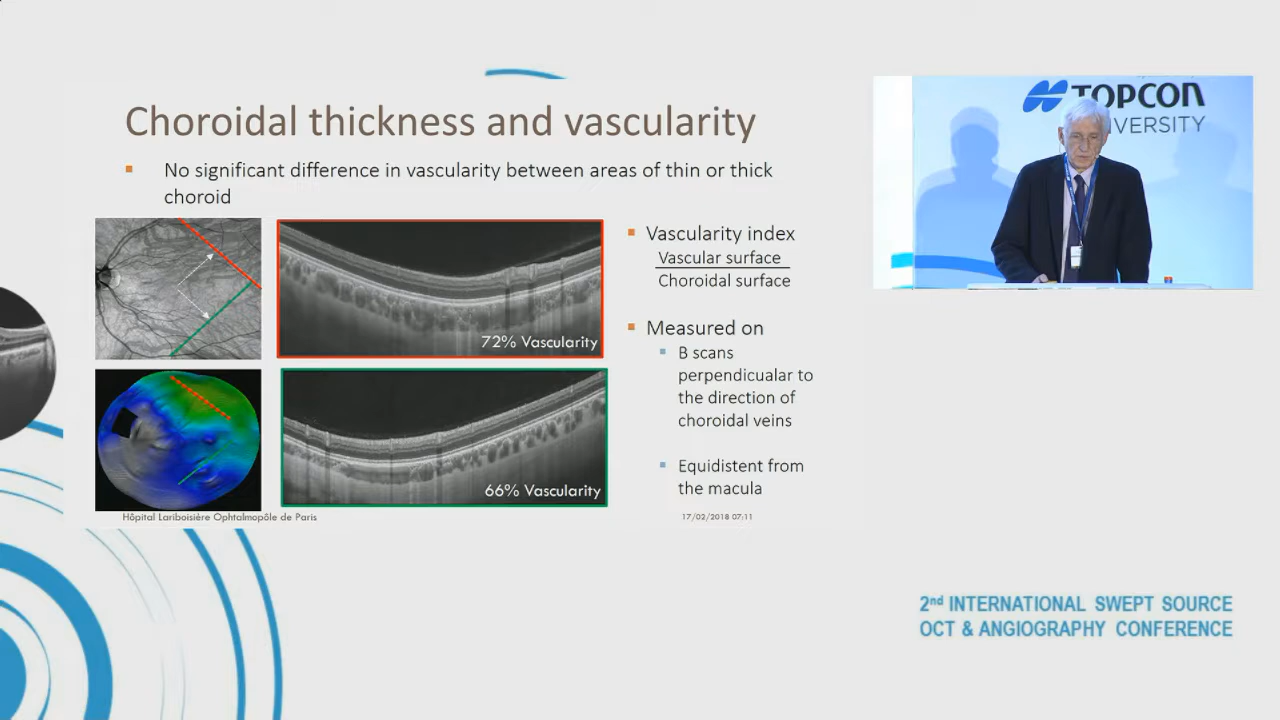 Choroidal thickness and vascularity
No significant difference in vascularity between areas of thin or thick
choroid
72% Vascularity
66% Vascularity
Vascularity index
Vascular surface
Choroidal surface
Measured on
B scans
perpendicualar to
the direction of
choroidal veins
Equidistent from
the macula
Hôpital Lariboisière Ophtalmopôle de Paris
17/02/2018 07:11
TOPCON
VERSITY
2nd INTERNATIONAL SWEPT SOURCE
OCT & ANGIOGRAPHY CONFERENCE